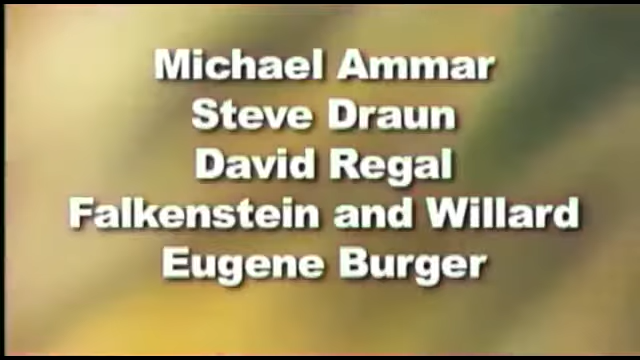 Michael Ammar
Steve Draun
David Regal
Falkenstein and Willard
Eugene Burger